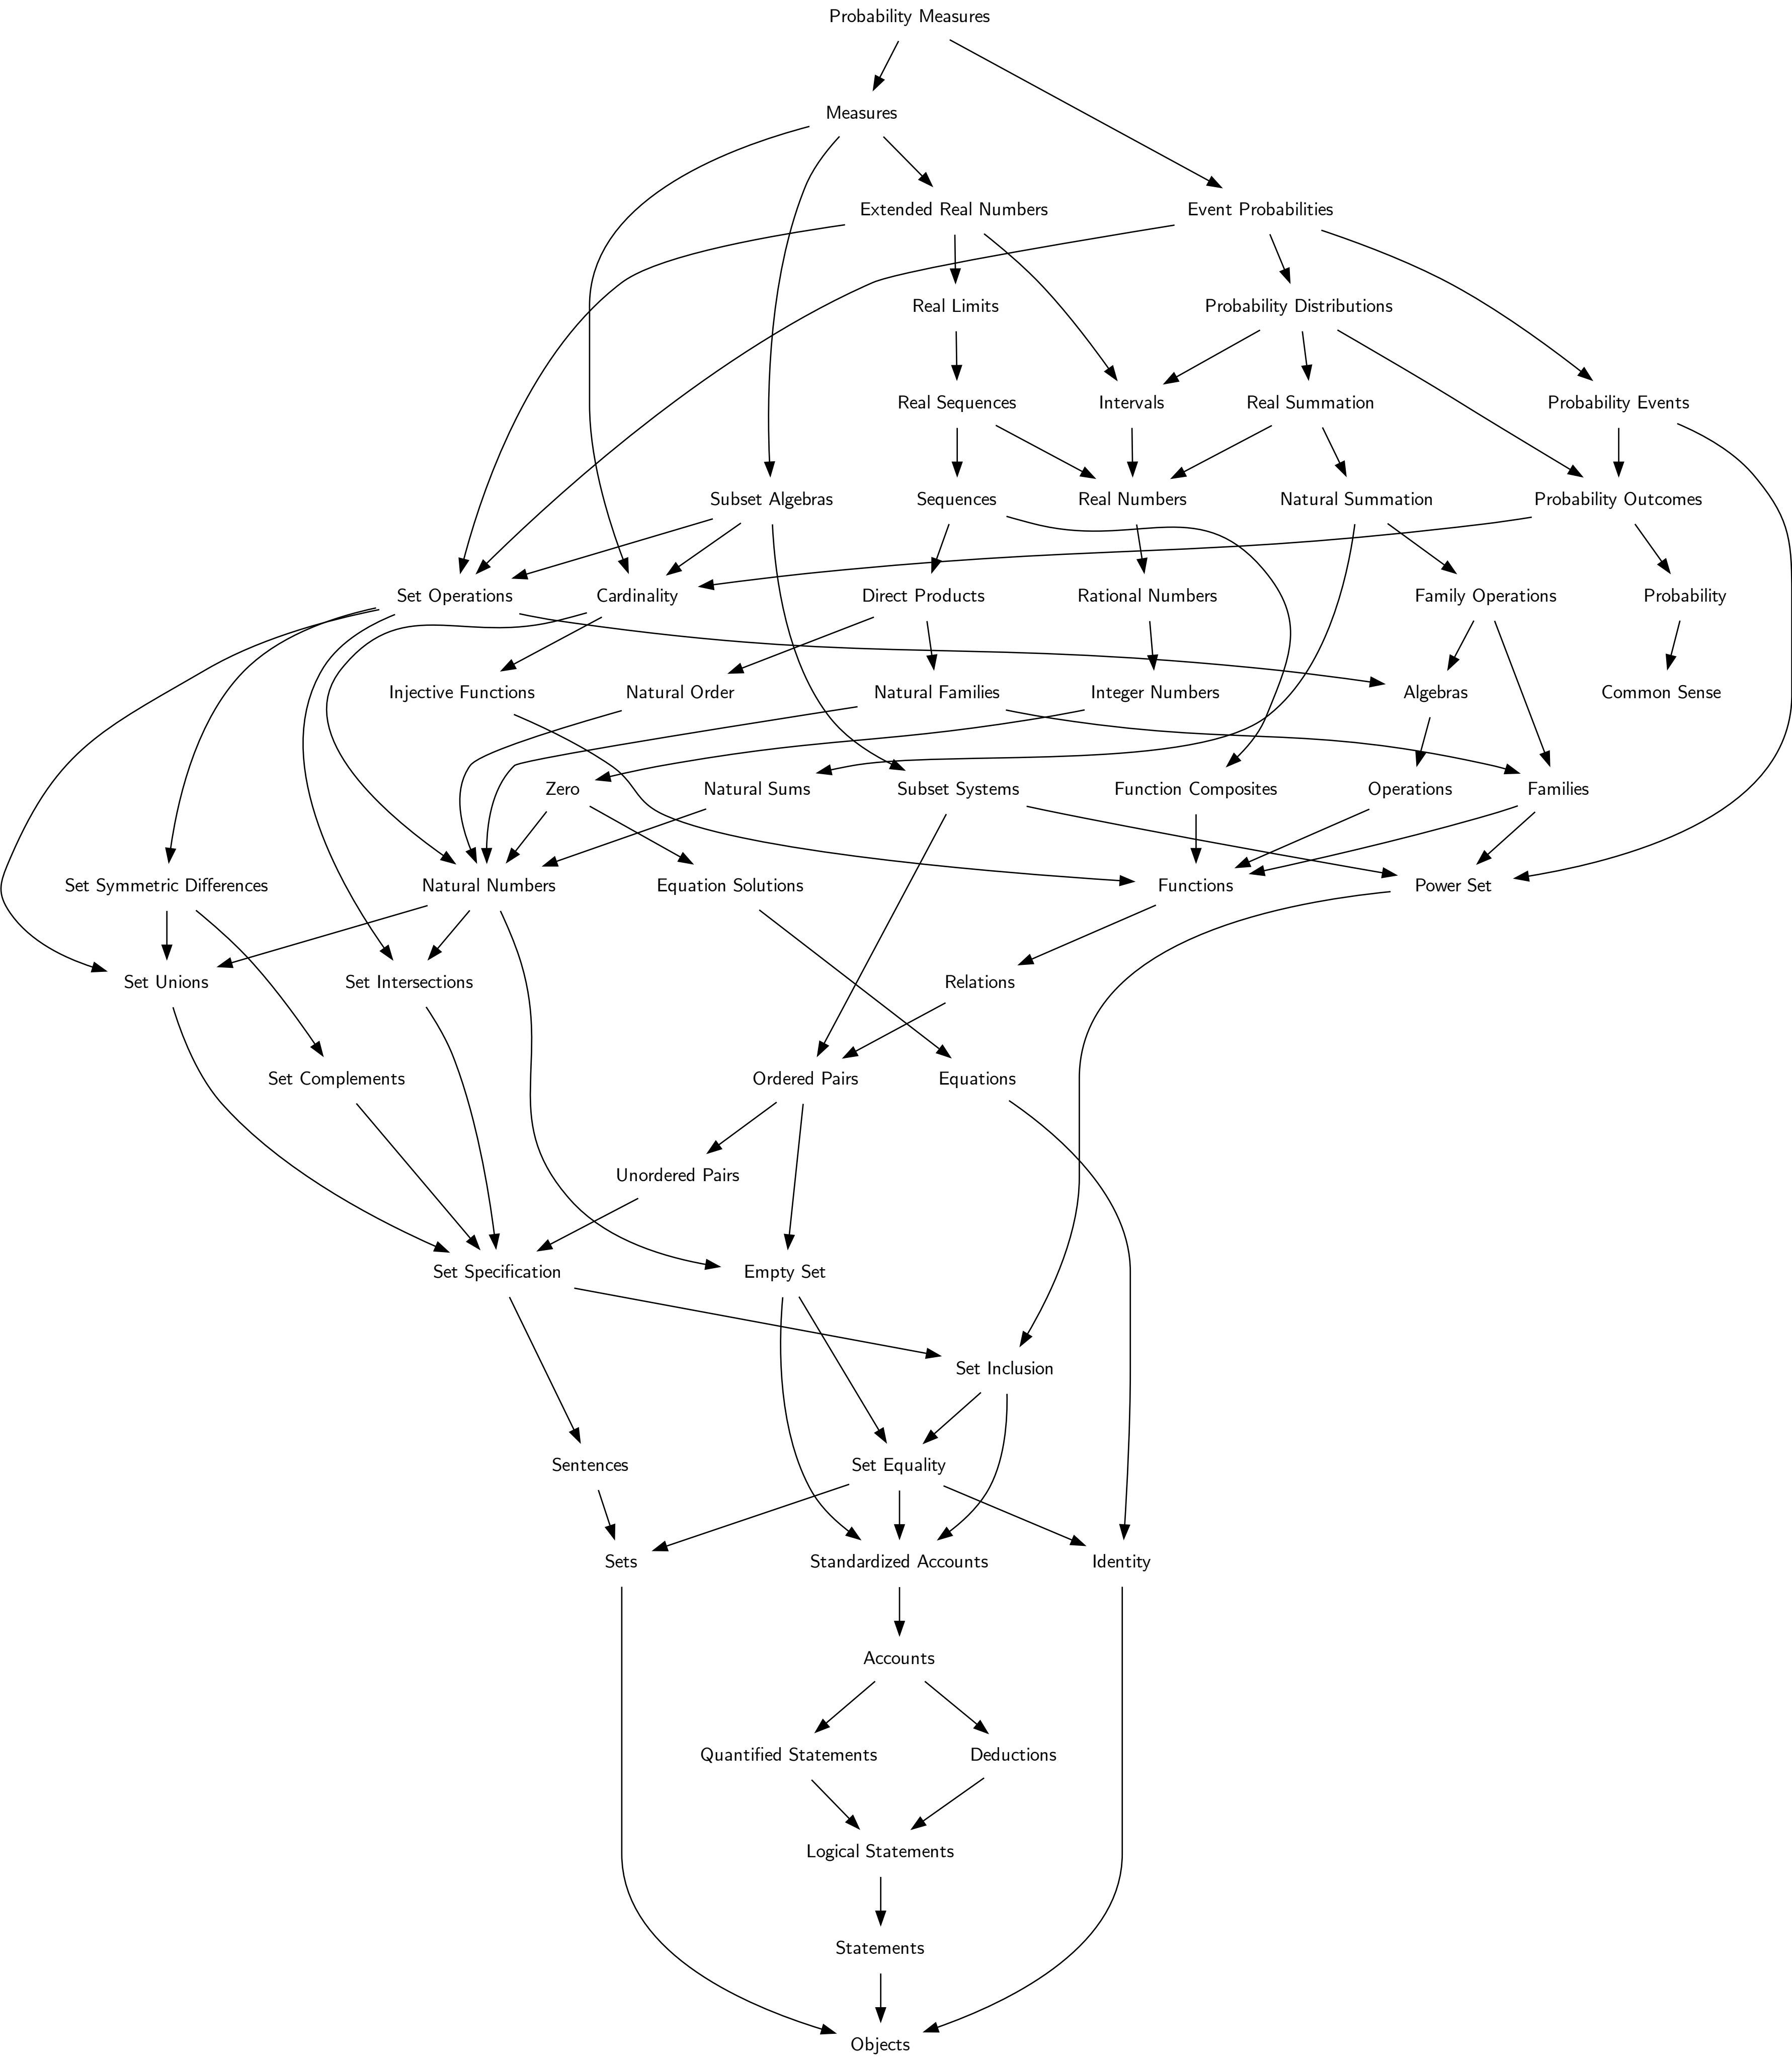 Probability Measures
Measures
Extended Real Numbers
Event Probabilities
Real Limits
Probability Distributions
Real Sequences
Intervals
Real Summation
Probability Events
Subset Algebras
Sequences
Real Numbers
Natural Summation
Probability Outcomes
Set Operations
Cardinality
Direct Products
Rational Numbers
Family Operations
Probability
Injective Functions
Natural Order
Natural Families
Integer Numbers
Algebras
Common Sense
Zero
Natural Sums
Subset Systems
Function Composites
Operations
Families
Set Symmetric Differences
Natural Numbers
Equation Solutions
Functions
Power Set
Set Unions
Set Intersections
Relations
Set Complements
Ordered Pairs
Equations
Unordered Pairs
Set Specification
Empty Set
Set Inclusion
Sentences
Set Equality
Sets
Standardized Accounts
Identity
Accounts
Quantified Statements
Deductions
Logical Statements
Statements
Objects